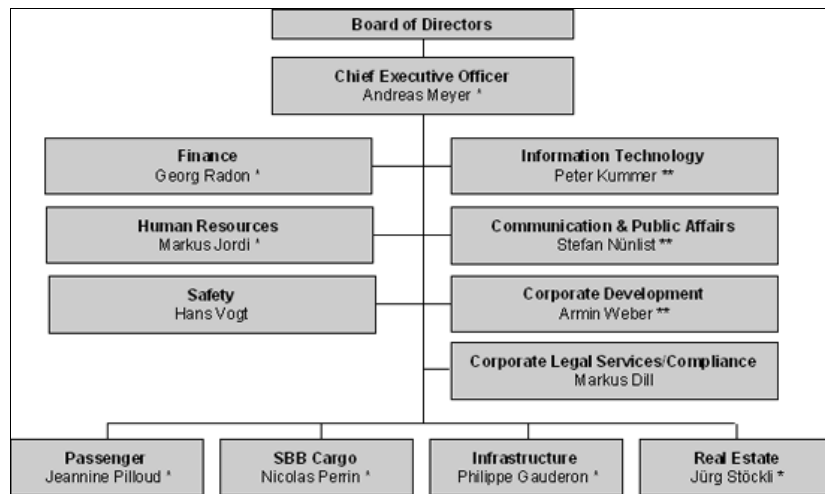 Board of Directors
Chief Executive Officer
Andreas Meyer *
Finance
Georg Radon *
Information Technology
Peter Kummer **
Human Resources
Markus Jordi *
Communication & Public Affairs
Stefan Nünlist **
Safety
Hans Vogt
Corporate Development
Armin Weber **
Corporate Legal Services/Compliance
Markus Dill
Passenger
Jeannine Pilloud *
SBB Cargo
Nicolas Perrin *
Infrastructure
Philippe Gauderon *
Real Estate
Jürg Stöckli *